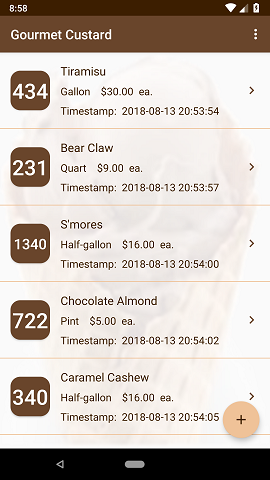 8:58
Gourmet Custard
434
Tiramisu
Gallon $30.00 ea.
Timestamp: 2018-08-13 20:53:54
231
Bear Claw
Quart $9.00 ea.
Timestamp: 2018-08-13 20:53:57
1340
S'mores
Half-gallon $16.00 ea.
Timestamp: 2018-08-13 20:54:00
722
Chocolate Almond
Pint $5.00 ea.
Timestamp: 2018-08-13 20:54:02
340
Caramel Cashew
Half-gallon $16.00 ea.
Timestamp: 2018-08-13 20:54:05
+